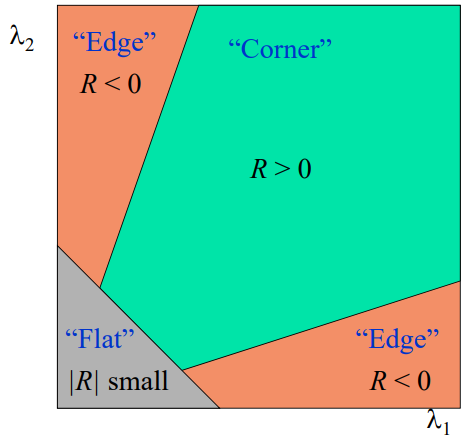 λ₂
“Edge”
R < 0
“Corner”
R > 0
“Flat”
|R| small
“Edge”
R < 0
λ₁